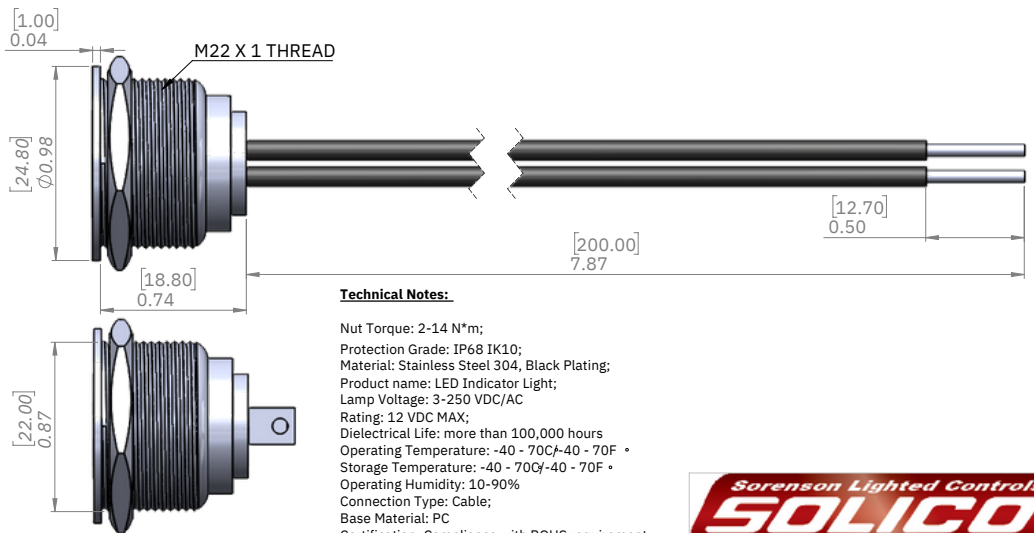 [1.00]
0.04
M22 X 1 THREAD
[24.80]
Ø0.98
[12.70]
0.50
[200.00]
7.87
[18.80]
0.74
[22.00]
0.87
Technical Notes:
Nut Torque: 2-14 N*m;
Protection Grade: IP68 IK10;
Material: Stainless Steel 304, Black Plating;
Product name: LED Indicator Light;
Lamp Voltage: 3-250 VDC/AC
Rating: 12 VDC MAX;
Dielectrical Life: more than 100,000 hours
Operating Temperature: -40 - 70C/-40 - 70F °
Storage Temperature: -40 - 70C/-40 - 70F °
Operating Humidity: 10-90%
Connection Type: Cable;
Base Material: PC
Certification: Compliance with ROHS
Sorenson Lighted Controls
SOLICO